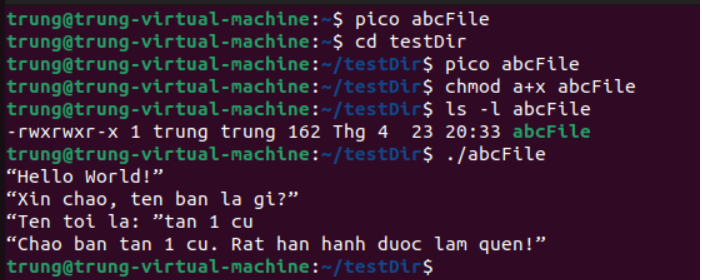 trung@trung-virtual-machine:~$ pico abcFile
trung@trung-virtual-machine:~$ cd testDir
trung@trung-virtual-machine:~/testDir$ pico abcFile
trung@trung-virtual-machine:~/testDir$ chmod a+x abcFile
trung@trung-virtual-machine:~/testDir$ ls -l abcFile
-rwxrwxr-x 1 trung trung 162 Thg 4  23 20:33 abcFile
trung@trung-virtual-machine:~/testDir$ ./abcFile
“Hello World!”
“Xin chao, ten ban la gi?”
“Ten toi la: ”tan 1 cu
“Chao ban tan 1 cu. Rat han hanh duoc lam quen!”
trung@trung-virtual-machine:~/testDir$